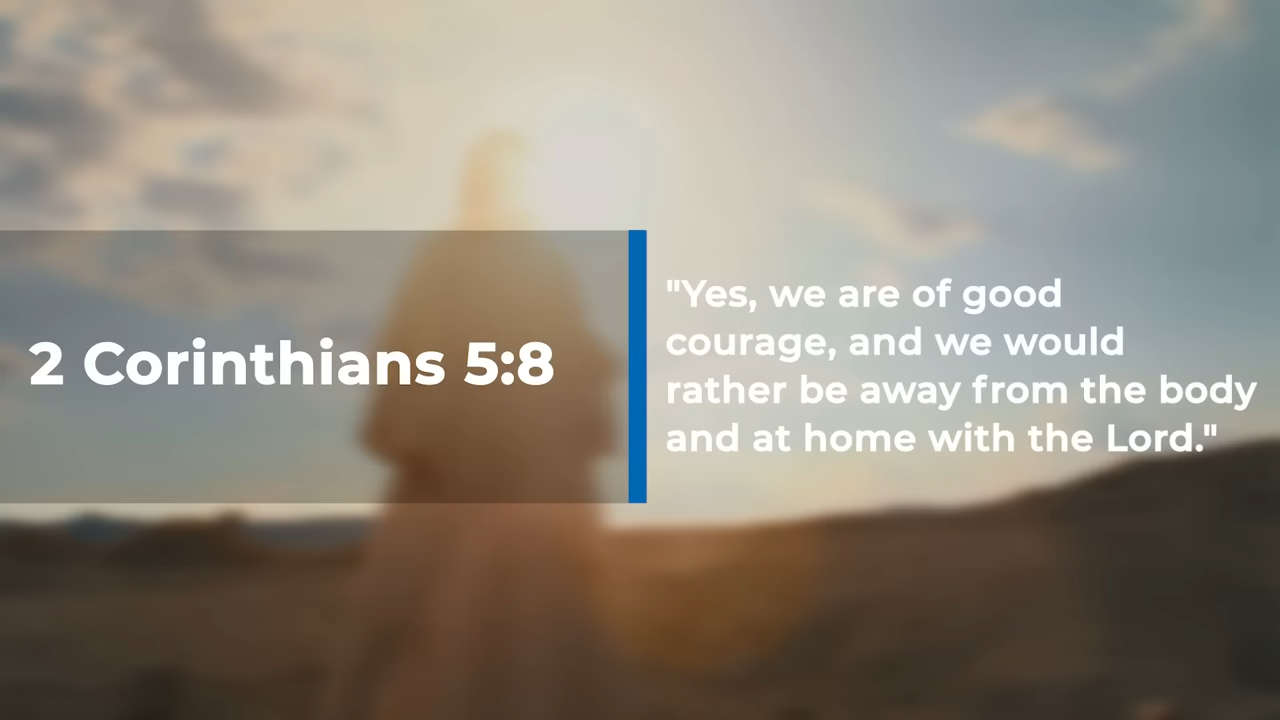 2 Corinthians 5:8
"Yes, we are of good
courage, and we would
rather be away from the body
and at home with the Lord."